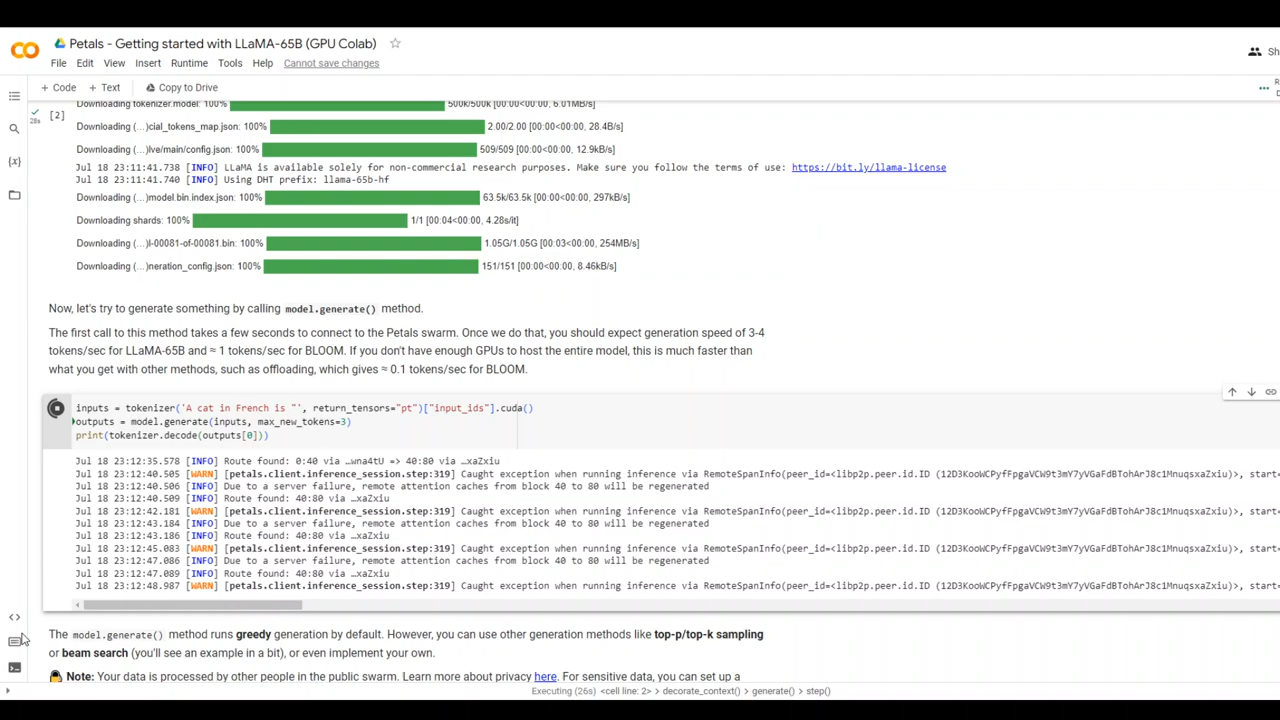 Petals - Getting started with LLaMA-65B (GPU Colab)
File Edit View Insert Runtime Tools Help Cannot save changes
+ Code + Text Copy to Drive
Downloading tokenizer.model: 100% 500k/500k [00:00<00:00, 6.01MB/s]
[2]
28s
Downloading (…)cial_tokens_map.json: 100% 2.00/2.00 [00:00<00:00, 28.4B/s]
Downloading (…)lve/main/config.json: 100% 509/509 [00:00<00:00, 12.9kB/s]
Jul 18 23:11:41.738 [INFO] LLaMA is available solely for non-commercial research purposes. Make sure you follow the terms of use: https://bit.ly/llama-license
Jul 18 23:11:41.740 [INFO] Using DHT prefix: llama-65b-hf
Downloading (…)model.bin.index.json: 100% 63.5k/63.5k [00:00<00:00, 297kB/s]
Downloading shards: 100% 1/1 [00:04<00:00, 4.28s/it]
Downloading (…)l-00081-of-00081.bin: 100% 1.05G/1.05G [00:03<00:00, 254MB/s]
Downloading (…)neration_config.json: 100% 151/151 [00:00<00:00, 8.46kB/s]
Now, let's try to generate something by calling model.generate() method.
The first call to this method takes a few seconds to connect to the Petals swarm. Once we do that, you should expect generation speed of 3-4
tokens/sec for LLaMA-65B and ≈ 1 tokens/sec for BLOOM. If you don't have enough GPUs to host the entire model, this is much faster than
what you get with other methods, such as offloading, which gives ≈ 0.1 tokens/sec for BLOOM.
inputs = tokenizer('A cat in French is "', return_tensors="pt")["input_ids"].cuda()
outputs = model.generate(inputs, max_new_tokens=3)
print(tokenizer.decode(outputs[0]))
Jul 18 23:12:35.578 [INFO] Route found: 0:40 via …wna4tU => 40:80 via …xaZxiu
Jul 18 23:12:40.505 [WARN] [petals.client.inference_session.step:319] Caught exception when running inference via RemoteSpanInfo(peer_id=<libp2p.peer.id.ID (12D3KooWCPyfFpgaVCW9t3mY7yVGaFdBTohArJ8c1MnuqsxaZxiu)>, start=
Jul 18 23:12:40.506 [INFO] Due to a server failure, remote attention caches from block 40 to 80 will be regenerated
Jul 18 23:12:40.509 [INFO] Route found: 40:80 via …xaZxiu
Jul 18 23:12:42.181 [WARN] [petals.client.inference_session.step:319] Caught exception when running inference via RemoteSpanInfo(peer_id=<libp2p.peer.id.ID (12D3KooWCPyfFpgaVCW9t3mY7yVGaFdBTohArJ8c1MnuqsxaZxiu)>, start=
Jul 18 23:12:43.184 [INFO] Due to a server failure, remote attention caches from block 40 to 80 will be regenerated
Jul 18 23:12:43.186 [INFO] Route found: 40:80 via …xaZxiu
Jul 18 23:12:45.083 [WARN] [petals.client.inference_session.step:319] Caught exception when running inference via RemoteSpanInfo(peer_id=<libp2p.peer.id.ID (12D3KooWCPyfFpgaVCW9t3mY7yVGaFdBTohArJ8c1MnuqsxaZxiu)>, start=
Jul 18 23:12:47.086 [INFO] Due to a server failure, remote attention caches from block 40 to 80 will be regenerated
Jul 18 23:12:47.089 [INFO] Route found: 40:80 via …xaZxiu
Jul 18 23:12:48.987 [WARN] [petals.client.inference_session.step:319] Caught exception when running inference via RemoteSpanInfo(peer_id=<libp2p.peer.id.ID (12D3KooWCPyfFpgaVCW9t3mY7yVGaFdBTohArJ8c1MnuqsxaZxiu)>, start=
The model.generate() method runs greedy generation by default. However, you can use other generation methods like top-p/top-k sampling
or beam search (you'll see an example in a bit), or even implement your own.
Note: Your data is processed by other people in the public swarm. Learn more about privacy here. For sensitive data, you can set up a
Executing (26s) <cell line: 2> > decorate_context() > generate() > step()